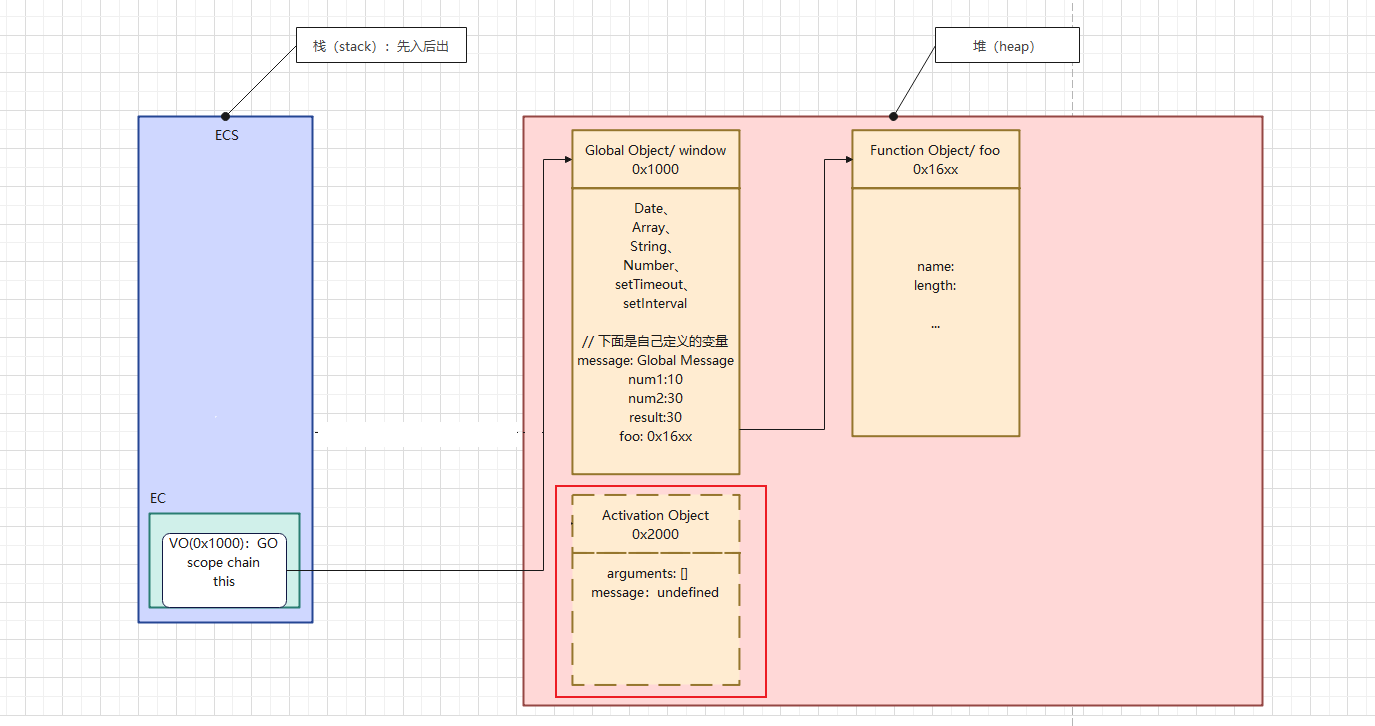 栈（stack）：先入后出
堆（heap）
ECS
EC
VO(0x1000)：GO
scope chain
this
Global Object/ window
0x1000
Date、
Array、
String、
Number、
setTimeout、
setInterval
// 下面是自己定义的变量
message: Global Message
num1:10
num2:30
result:30
foo: 0x16xx
Function Object/ foo
0x16xx
name:
length:
...
Activation Object
0x2000
arguments: []
message：undefined